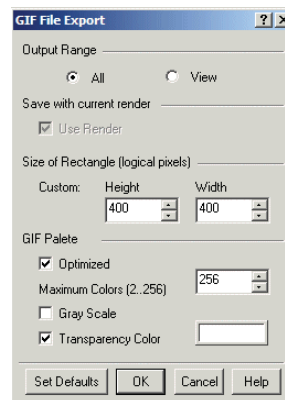 GIF File Export
Output Range
All View
Save with current render
Use Render
Size of Rectangle (logical pixels)
Custom: Height Width
400 400
GIF Palete
Optimized
256
Maximum Colors (2..256)
Gray Scale
Transparency Color
Set Defaults OK Cancel Help